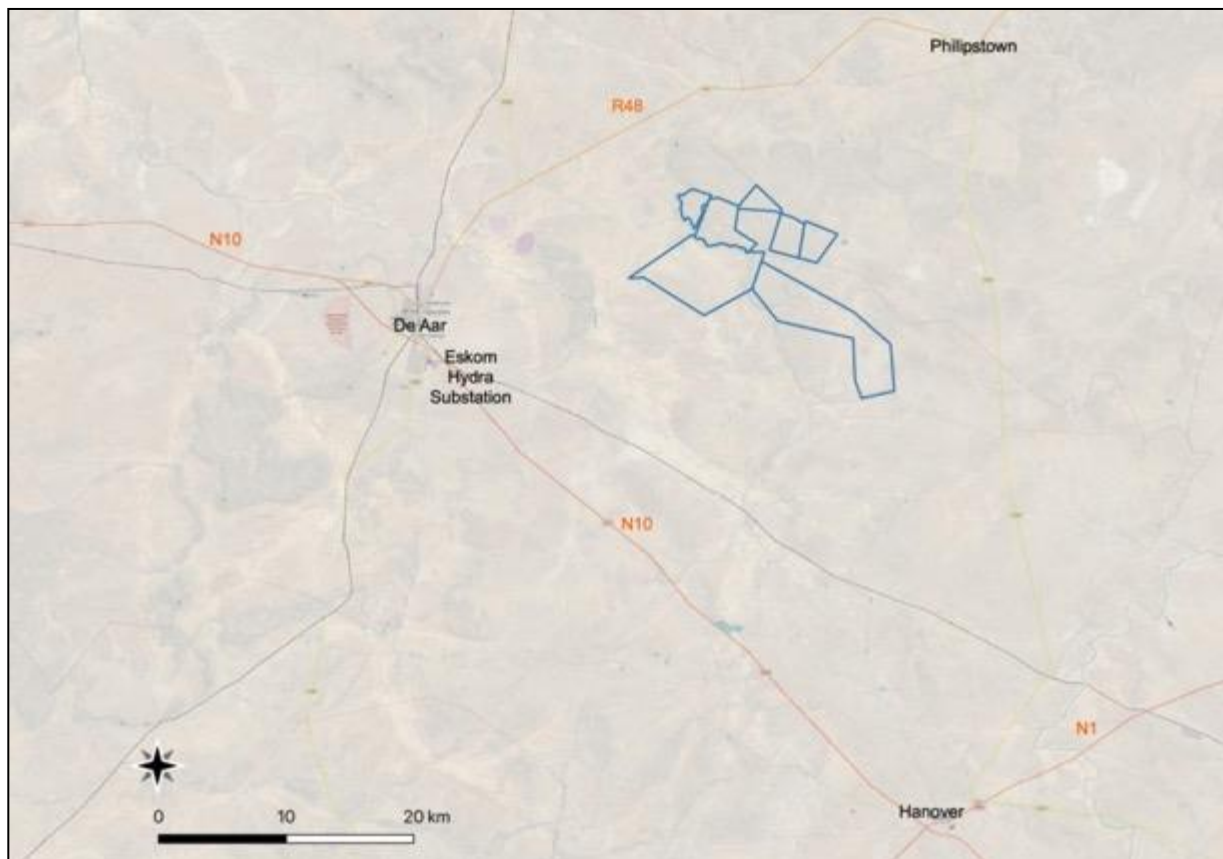 Philipstown
R48
N10
De Aar
Eskom
Hydra
Substation
N10
N1
Hanover
0 10 20 km